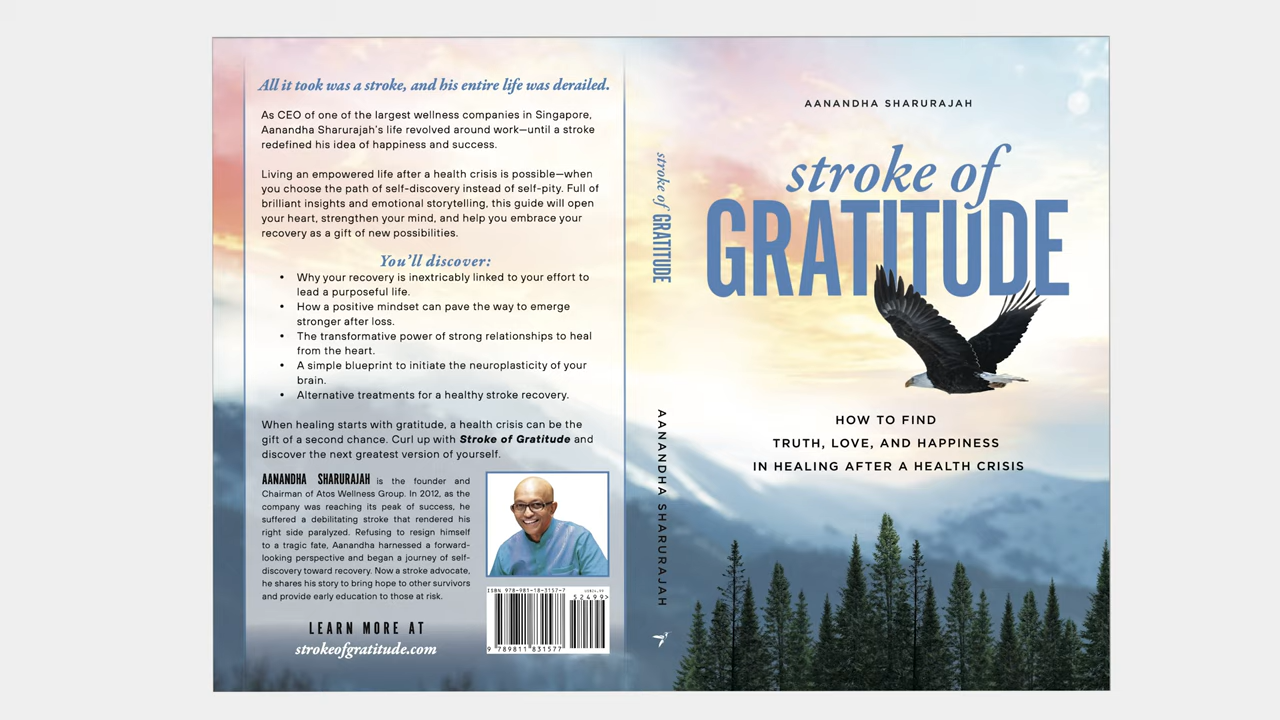 All it took was a stroke, and his entire life was derailed.
As CEO of one of the largest wellness companies in Singapore,
Aanandha Sharurajah's life revolved around work—until a stroke
redefined his idea of happiness and success.
Living an empowered life after a health crisis is possible—when
you choose the path of self-discovery instead of self-pity. Full of
brilliant insights and emotional storytelling, this guide will open
your heart, strengthen your mind, and help you embrace your
recovery as a gift of new possibilities.
You'll discover:
• Why your recovery is inextricably linked to your effort to
lead a purposeful life.
• How a positive mindset can pave the way to emerge
stronger after loss.
• The transformative power of strong relationships to heal
from the heart.
• A simple blueprint to initiate the neuroplasticity of your
brain.
• Alternative treatments for a healthy stroke recovery.
When healing starts with gratitude, a health crisis can be the
gift of a second chance. Curl up with Stroke of Gratitude and
discover the next greatest version of yourself.
AANANDHA SHARURAJAH is the founder and
Chairman of Atos Wellness Group. In 2012, as the
company was reaching its peak of success, he
suffered a debilitating stroke that rendered his
right side paralyzed. Refusing to resign himself
to a tragic fate, Aanandha harnessed a forward-
looking perspective and began a journey of self-
discovery toward recovery. Now a stroke advocate,
he shares his story to bring hope to other survivors
and provide early education to those at risk.
LEARN MORE AT
strokeofgratitude.com
ISBN 978-981-18-3157-7
52499>
9 789811 831577
stroke of GRATITUDE
AANANDHA SHARURAJAH
AANANDHA SHARURAJAH
stroke of
GRATITUDE
HOW TO FIND
TRUTH, LOVE, AND HAPPINESS
IN HEALING AFTER A HEALTH CRISIS